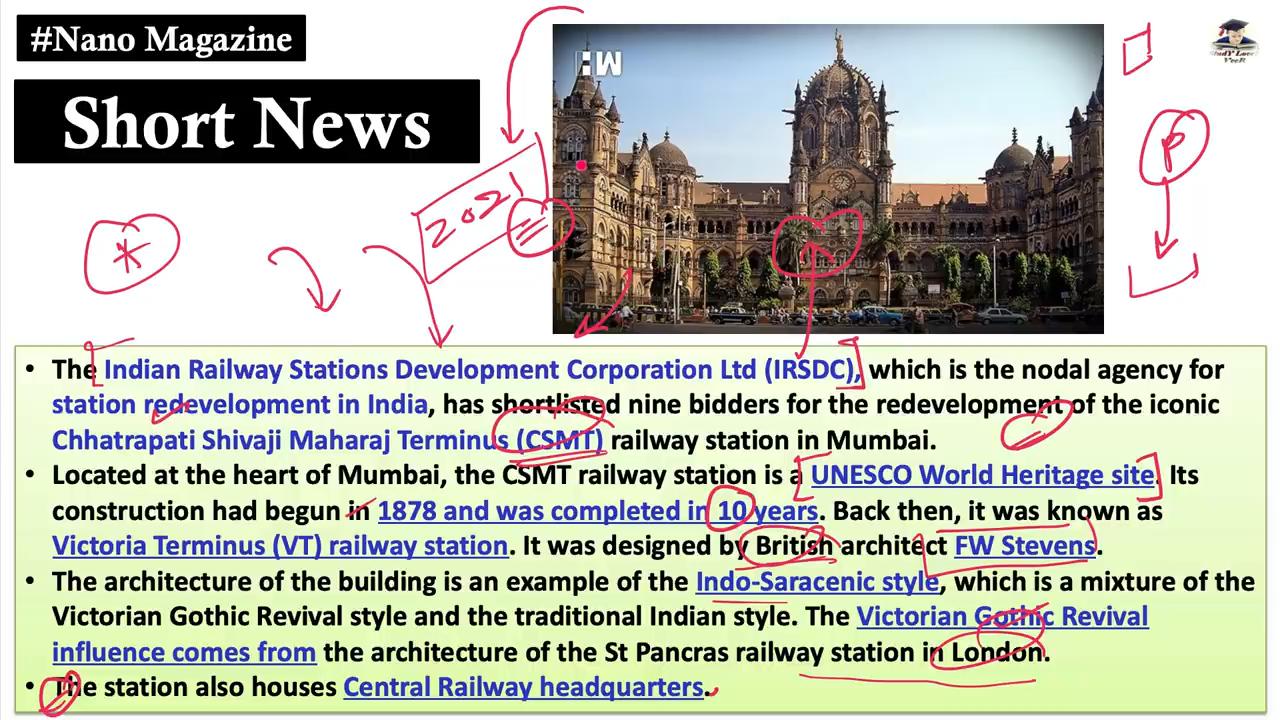 #Nano Magazine
Short News
HW
StudY Lover
VeeR
2021
P
• The Indian Railway Stations Development Corporation Ltd (IRSDC), which is the nodal agency for
station redevelopment in India, has shortlisted nine bidders for the redevelopment of the iconic
Chhatrapati Shivaji Maharaj Terminus (CSMT) railway station in Mumbai.
• Located at the heart of Mumbai, the CSMT railway station is a UNESCO World Heritage site. Its
construction had begun in 1878 and was completed in 10 years. Back then, it was known as
Victoria Terminus (VT) railway station. It was designed by British architect FW Stevens.
• The architecture of the building is an example of the Indo-Saracenic style, which is a mixture of the
Victorian Gothic Revival style and the traditional Indian style. The Victorian Gothic Revival
influence comes from the architecture of the St Pancras railway station in London.
• The station also houses Central Railway headquarters.